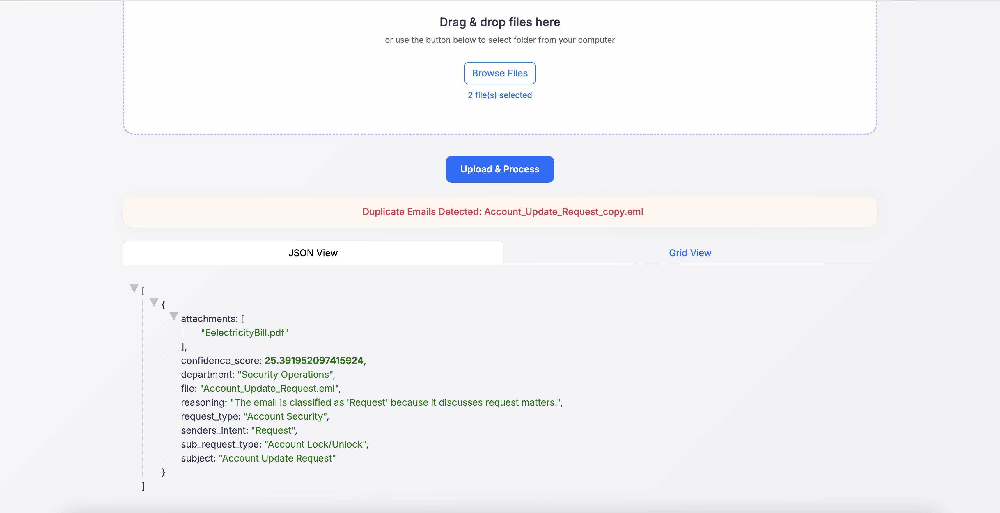 Drag & drop files here
or use the button below to select folder from your computer
Browse Files
2 file(s) selected
Upload & Process
Duplicate Emails Detected: Account_Update_Request_copy.eml
JSON View
Grid View
[
{
attachments: [
"EelectricityBill.pdf"
],
confidence_score: 25.391952097415924,
department: "Security Operations",
file: "Account_Update_Request.eml",
reasoning: "The email is classified as 'Request' because it discusses request matters.",
request_type: "Account Security",
senders_intent: "Request",
sub_request_type: "Account Lock/Unlock",
subject: "Account Update Request"
}
]